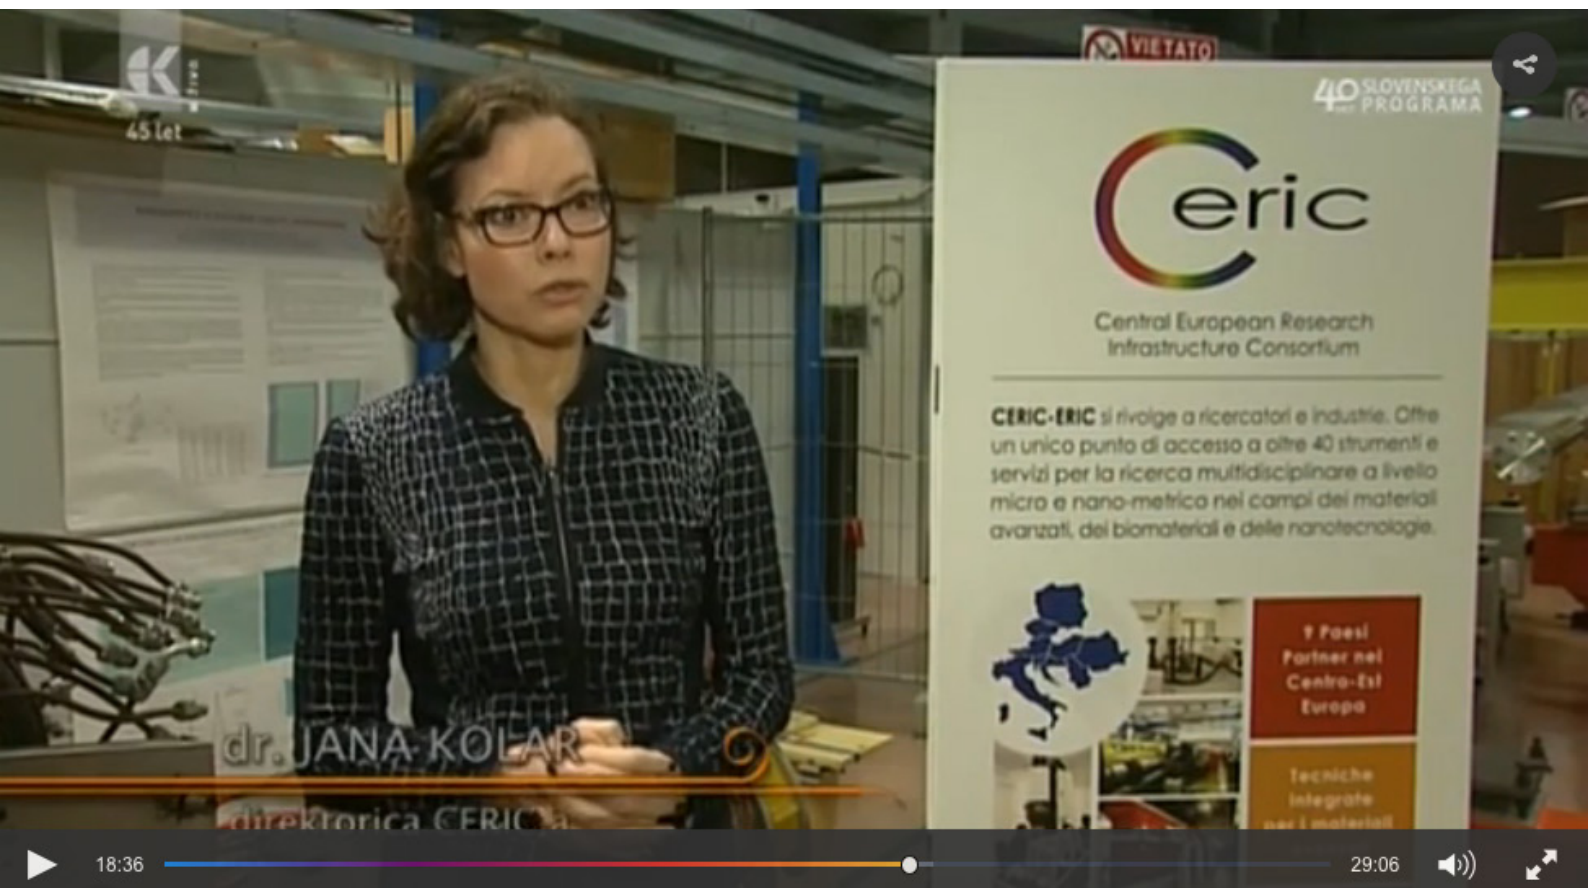 VIETATO
45 let
40 SLOVENSKEGA
PROGRAMA
Ceric
Central European Research
Infrastructure Consortium
CERIC-ERIC si rivolge a ricercatori e industrie. Offre
un unico punto di accesso a oltre 40 strumenti e
servizi per la ricerca multidisciplinare a livello
micro e nano-metrico nei campi dei materiali
avanzati, dei biomateriali e delle nanotecnologie.
9 Paesi
Partner nel
Centro-Est
Europa
Tecniche
Integrate
per i materiali
dr. JANA KOLAR
direktorica CERIC'a
18:36
29:06